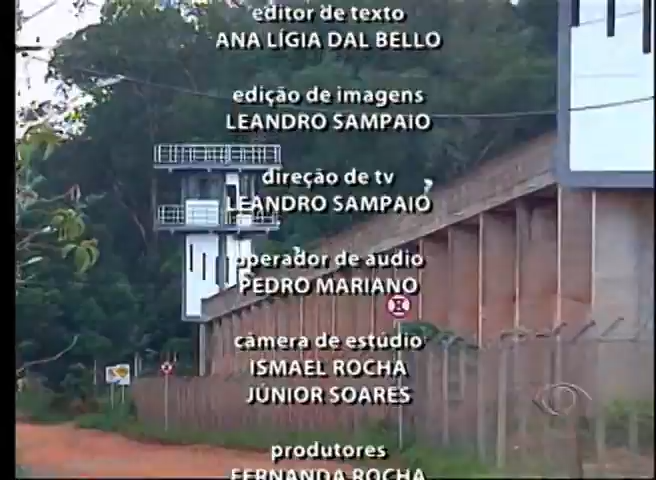 editor de texto
ANA LÍGIA DAL BELLO
edição de imagens
LEANDRO SAMPAIO
direção de tv
LEANDRO SAMPAIO
operador de audio
PEDRO MARIANO
câmera de estúdio
ISMAEL ROCHA
JÚNIOR SOARES
produtores
FERNANDA ROCHA